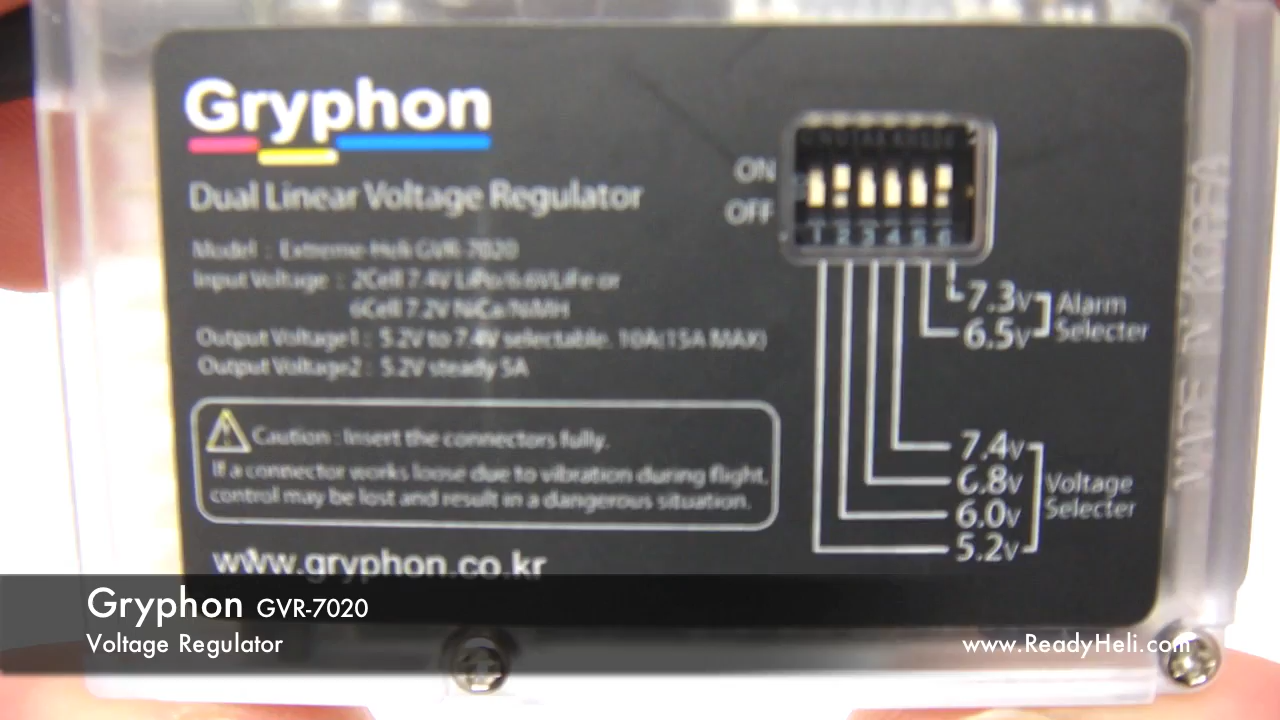 Gryphon
Dual Linear Voltage Regulator
Model : Extreme-Heli GVR-7020
Input Voltage : 2Cell 7.4V LiPo/6.6VLiFe or
6Cell 7.2V NiCa/NiMH
Output Voltage1 : 5.2V to 7.4V selectable. 10A(15A MAX)
Output Voltage2 : 5.2V steady 5A
Caution : Insert the connectors fully.
If a connector works loose due to vibration during flight,
control may be lost and result in a dangerous situation.
www.gryphon.co.kr
ON
OFF
1 2 3 4 5 6
7.3V
6.5V
Alarm
Selecter
7.4V
6.8V
6.0V
5.2V
Voltage
Selecter
MADE IN KOREA
Gryphon GVR-7020
Voltage Regulator
www.ReadyHeli.com